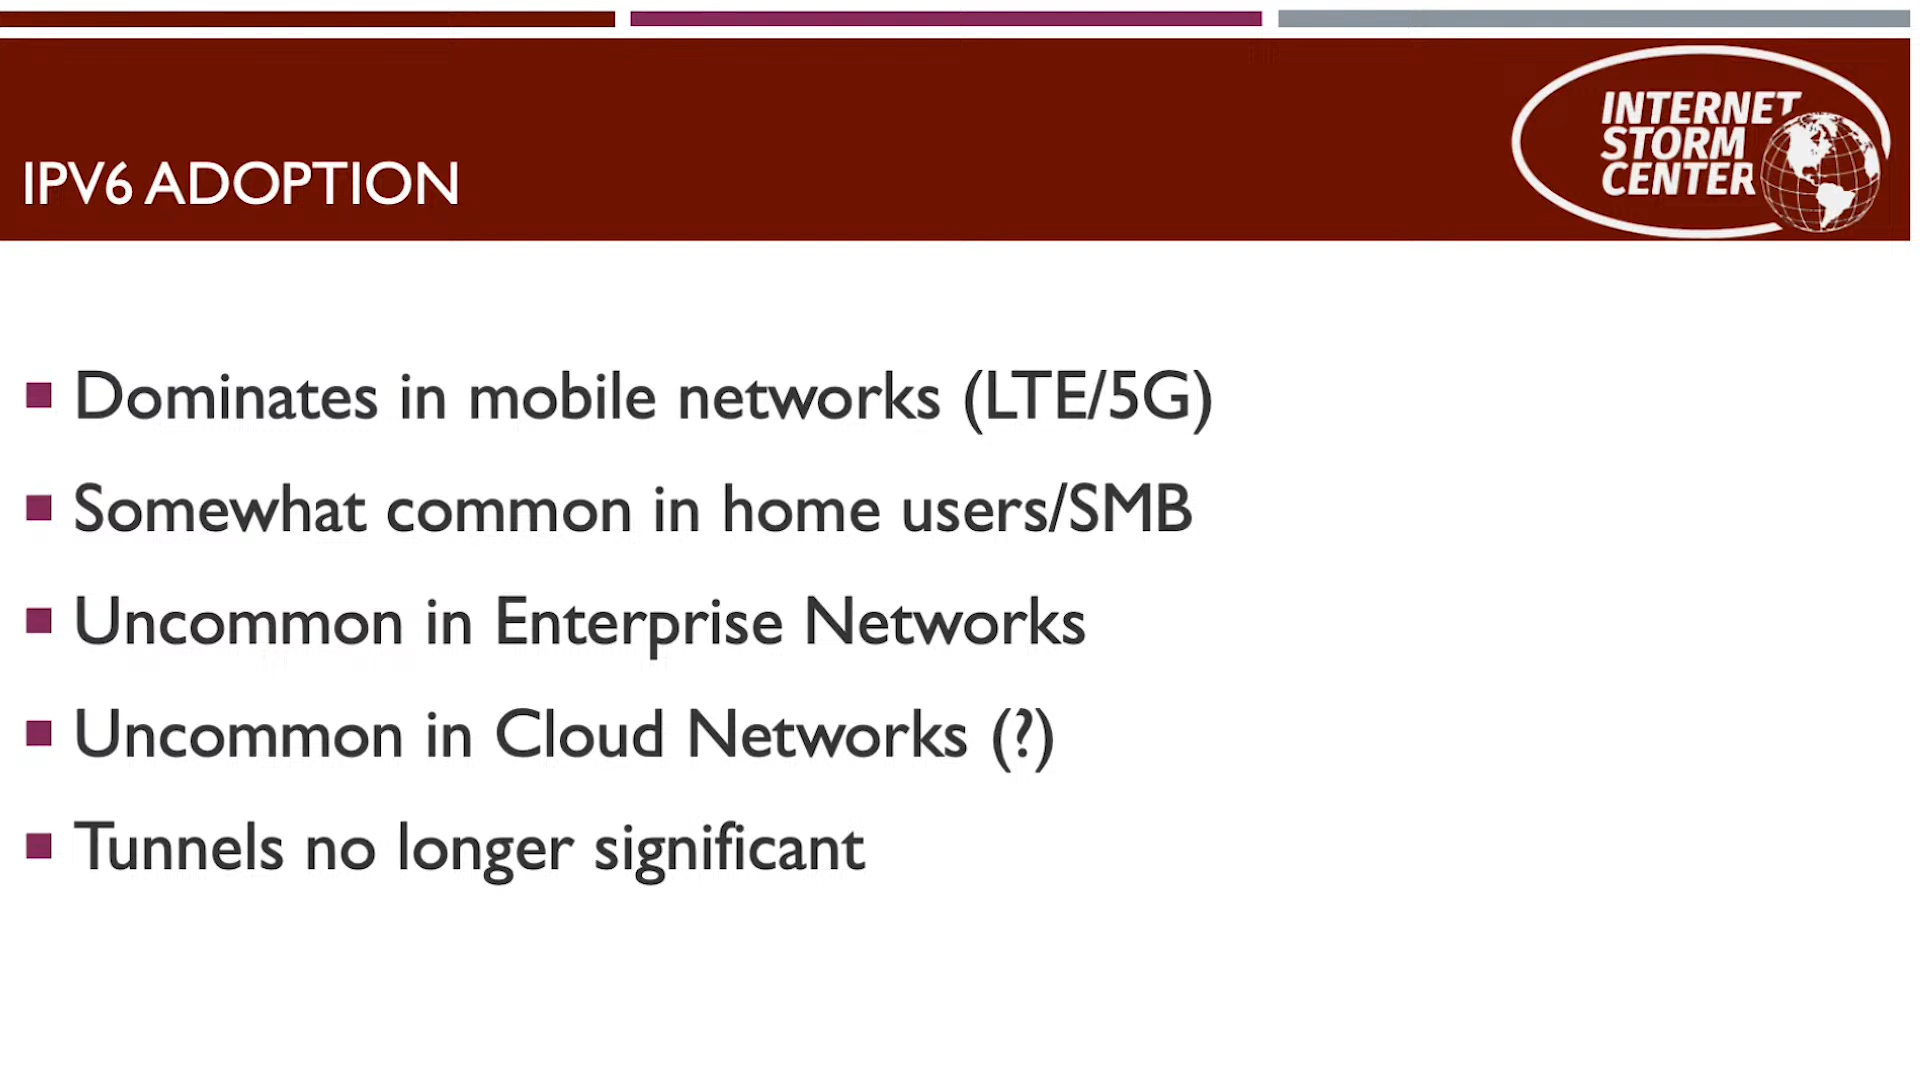 INTERNET
STORM
CENTER
IPV6 ADOPTION
Dominates in mobile networks (LTE/5G)
Somewhat common in home users/SMB
Uncommon in Enterprise Networks
Uncommon in Cloud Networks (?)
Tunnels no longer significant